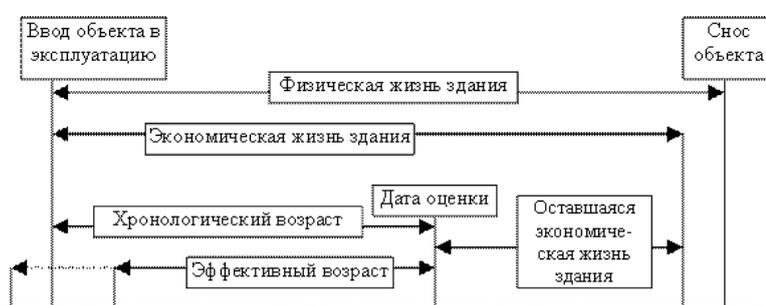 Ввод объекта в
эксплуатацию
Снос
объекта
Физическая жизнь здания
Экономическая жизнь здания
Дата оценки
Хронологический возраст
Оставшаяся
экономиче-
ская жизнь
здания
Эффективный возраст